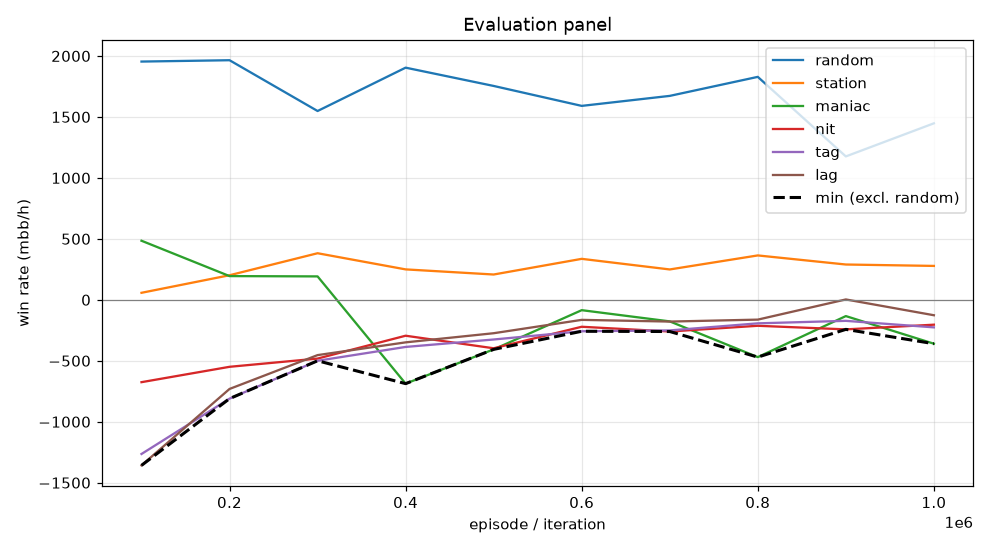 Evaluation panel
win rate (mbb/h)
2000
1500
1000
500
0
−500
−1000
−1500
random
station
maniac
nit
tag
lag
min (excl. random)
0.2
0.4
0.6
0.8
1.0
1e6
episode / iteration